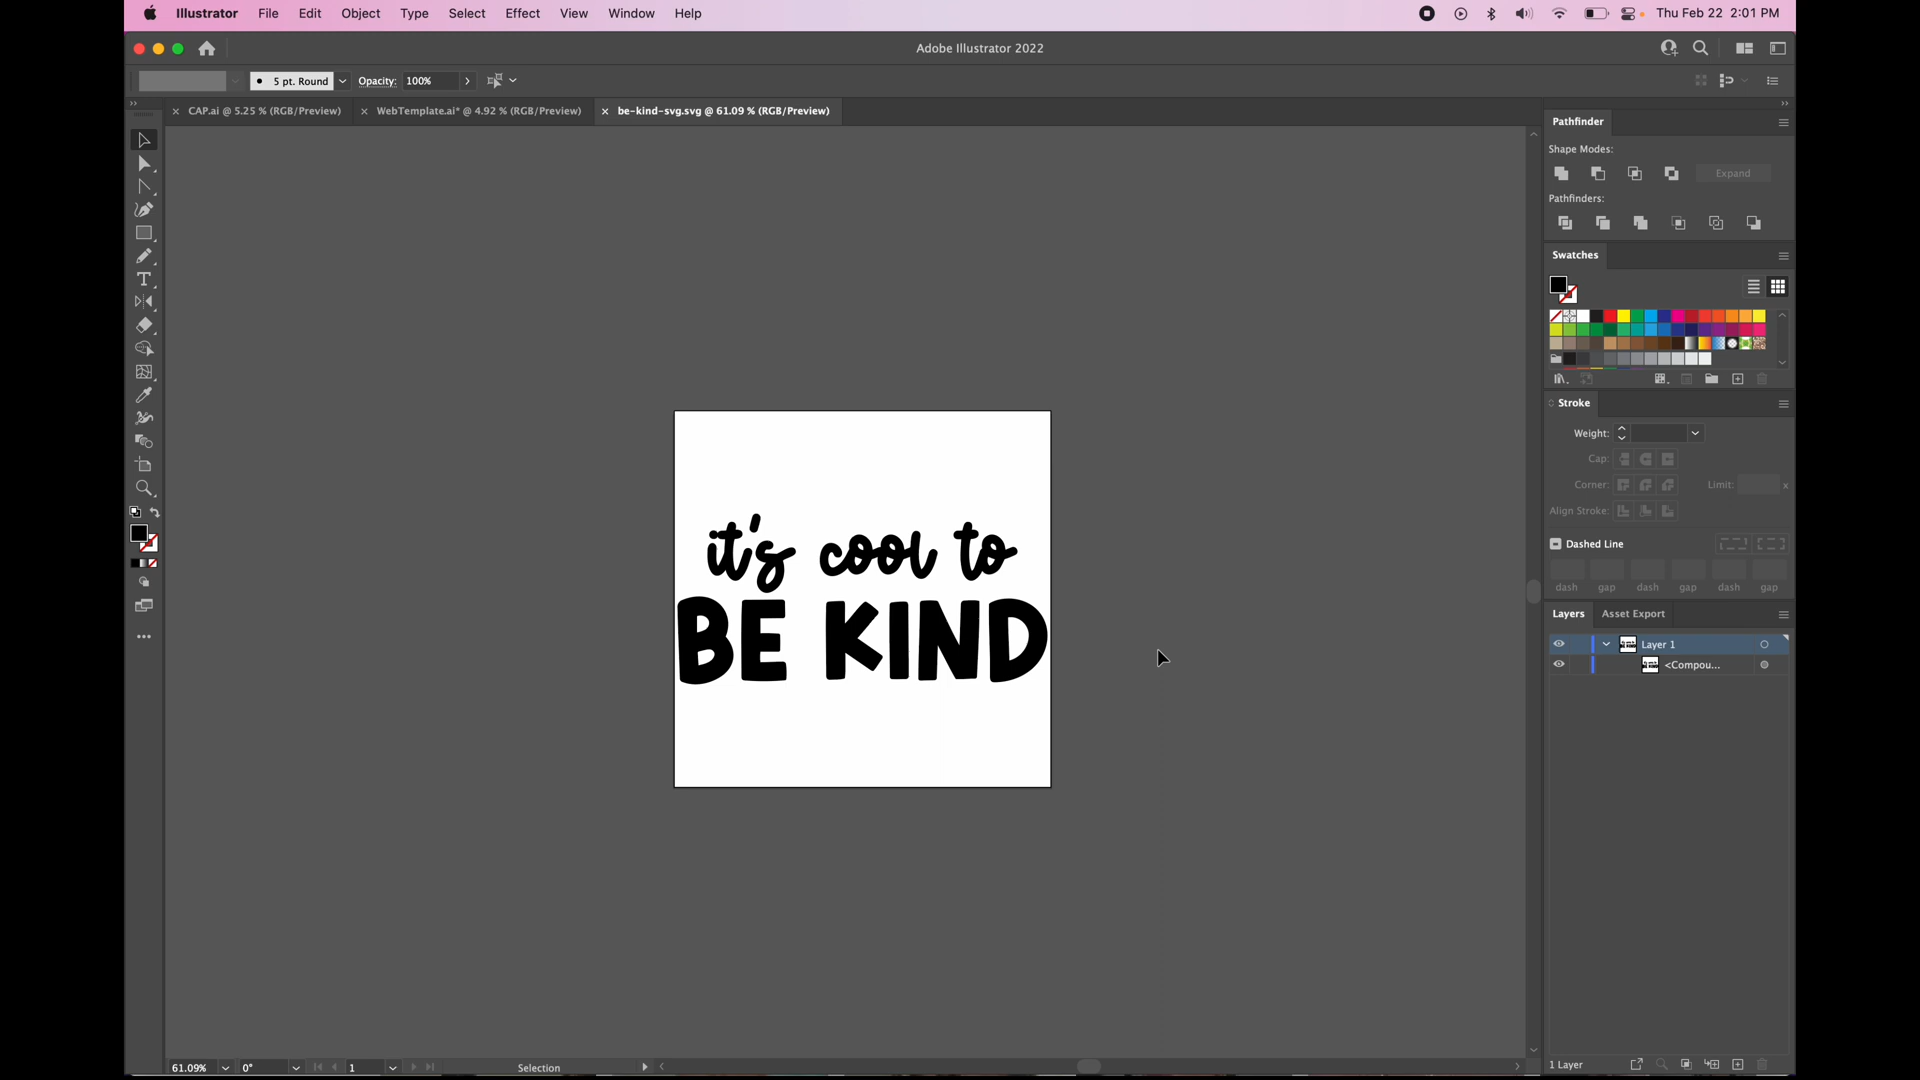 Illustrator File Edit Object Type Select Effect View Window Help Thu Feb 22 2:01 PM
Adobe Illustrator 2022
5 pt. Round Opacity: 100%
CAP.ai @ 5.25 % (RGB/Preview) WebTemplate.ai* @ 4.92 % (RGB/Preview) be-kind-svg.svg @ 61.09 % (RGB/Preview)
Pathfinder
Shape Modes:
Expand
Pathfinders:
Swatches
Stroke
Weight:
Cap:
Corner: Limit: x
Align Stroke:
Dashed Line
dash gap dash gap dash gap
Layers Asset Export
Layer 1
<Compou...
it's cool to
BE KIND
61.09% 0° 1 Selection
1 Layer